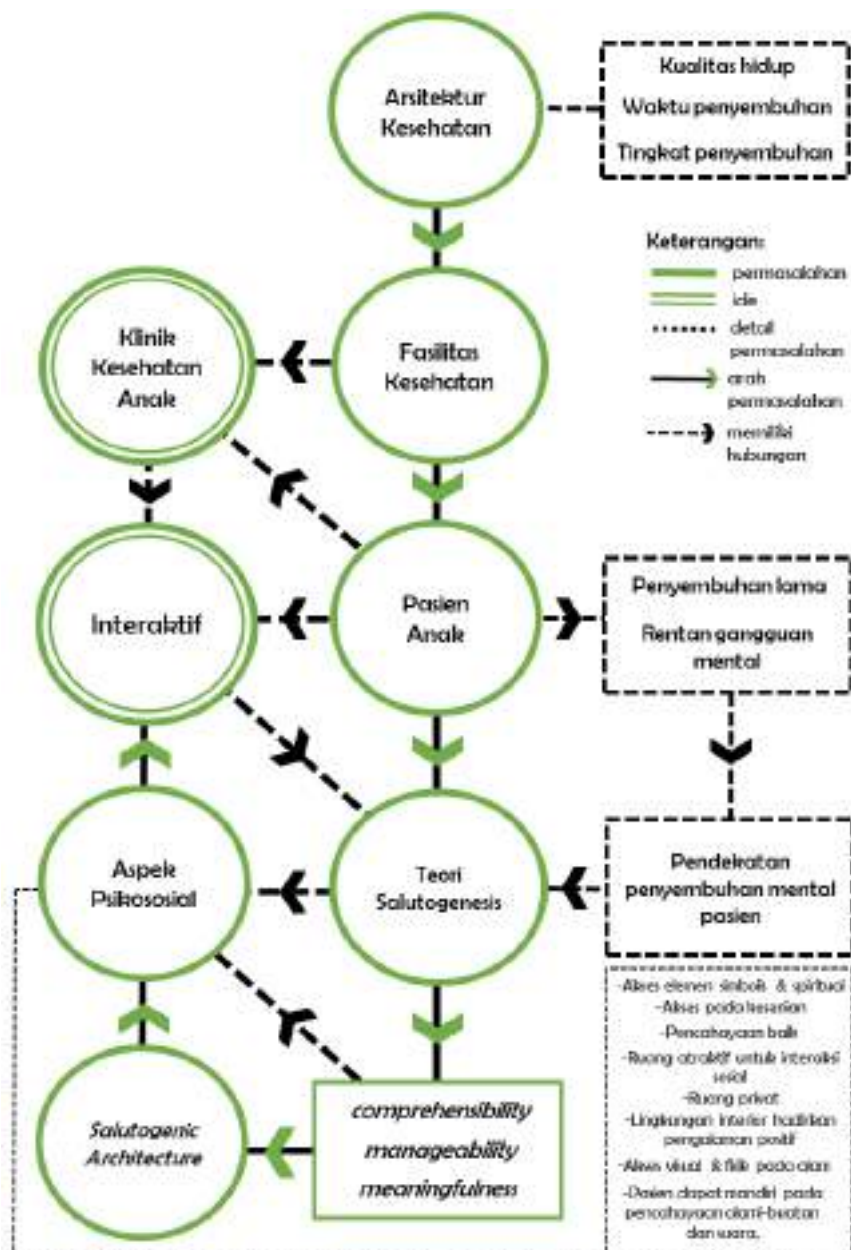 Arsitektur
Kesehatan
Kualitas hidup
Waktu penyembuhan
Tingkat penyembuhan
Keterangan:
permasalahan
ide
detail
permasalahan
arah
permasalahan
memiliki
hubungan
Klinik
Kesehatan
Anak
Fasilitas
Kesehatan
Interaktif
Pasien
Anak
Penyembuhan lama
Rentan gangguan
mental
Aspek
Psikososial
Teori
Salutogenesis
Pendekatan
penyembuhan mental
pasien
-Akses elemen simbolis & spiritual
-Akses pada kesenian
-Pencahayaan baik
-Ruang atraktif untuk interaksi
sosial
-Ruang privat
-Lingkungan interior hadirkan
pengalaman positif
-Akses visual & fisik pada alam
-Pasien dapat mandiri pada
pencahayaan alami-buatan
dan suara.
Salutogenic
Architecture
comprehensibility
manageability
meaningfulness